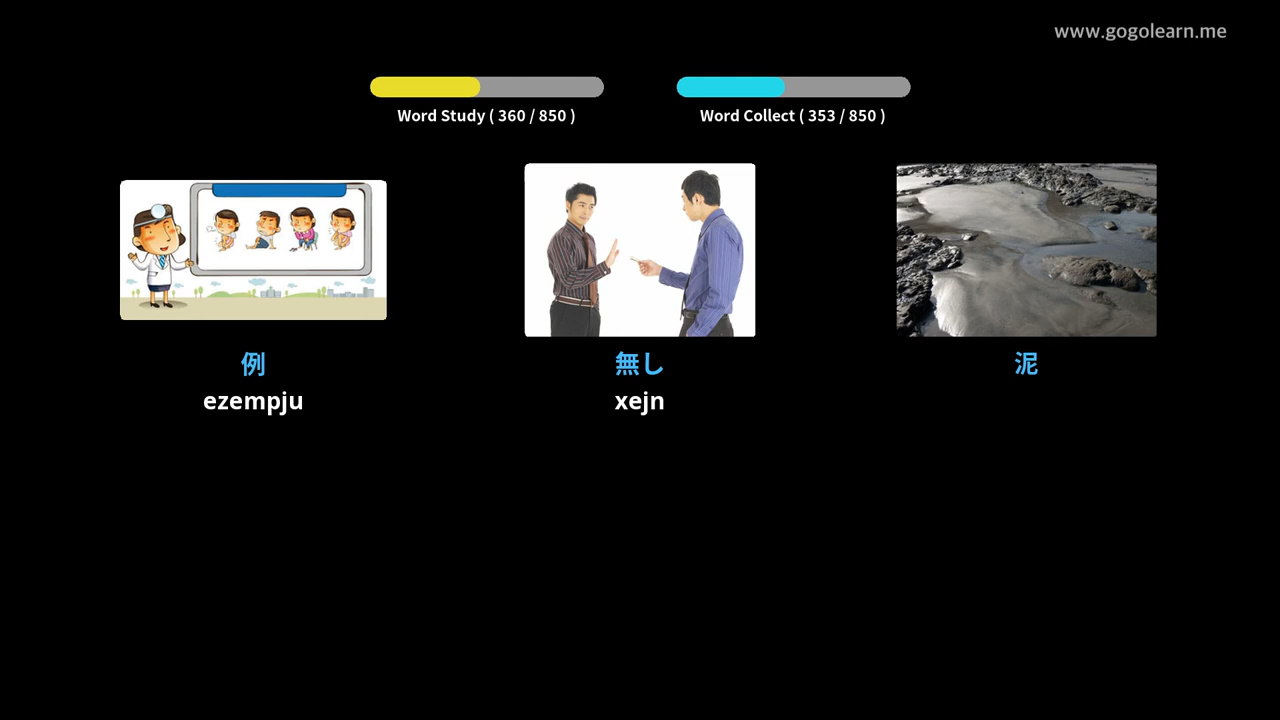 www.gogolearn.me
Word Study ( 360 / 850 )
Word Collect ( 353 / 850 )
例
無し
泥
ezempju
xejn